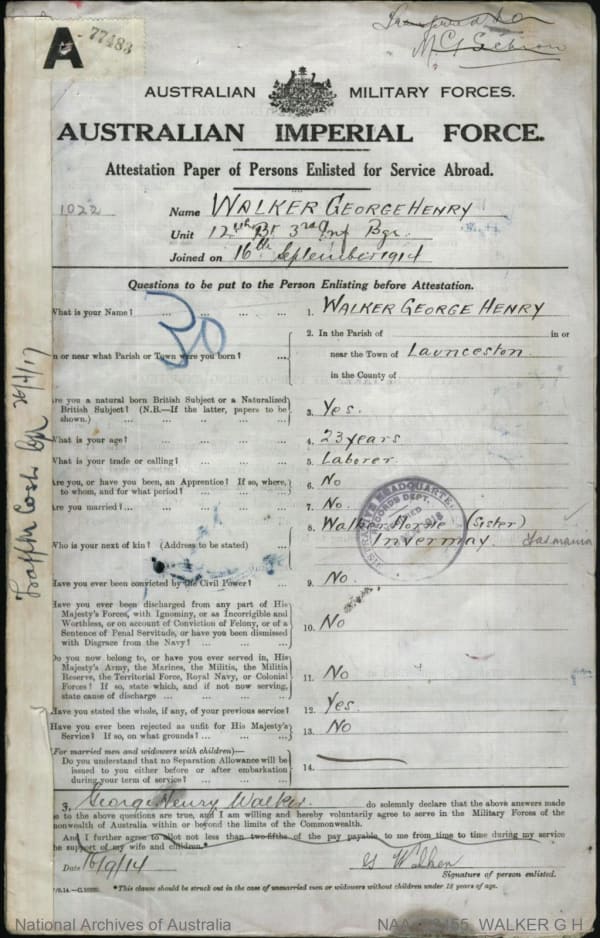 A
77483
AUSTRALIAN MILITARY FORCES.
AUSTRALIAN IMPERIAL FORCE.
Attestation Paper of Persons Enlisted for Service Abroad.
1022
Name WALKER GEORGE HENRY
Unit 12th Bt 3rd Inf Bge.
Joined on 16th September 1914
Questions to be put to the Person Enlisting before Attestation.
What is your Name? ... ... ... 1. WALKER GEORGE HENRY
2. In the Parish of in or
n or near what Parish or Town were you born? ... near the Town of Launceston
in the County of
Are you a natural born British Subject or a Naturalized
British Subject? (N.B.—If the latter, papers to be
shown.) ... ... ... ... 3. Yes.
What is your age? ... ... ... ... 4. 23 years
What is your trade or calling? ... ... ... 5. Laborer
Are you, or have you been, an Apprentice? If so, where,
to whom, and for what period? ... ... 6. No
Are you married? ... ... ... ... 7. No.
8. Walker (Sister)
Who is your next of kin? (Address to be stated) ... Invermay Tasmania
Have you ever been convicted by the Civil Power? ... 9. No.
Have you ever been discharged from any part of His
Majesty's Forces, with Ignominy, or as Incorrigible and
Worthless, or on account of Conviction of Felony, or of a
Sentence of Penal Servitude, or have you been dismissed
with Disgrace from the Navy? ... ... 10. No
Do you now belong to, or have you ever served in, His
Majesty's Army, the Marines, the Militia, the Militia
Reserve, the Territorial Force, Royal Navy, or Colonial
Forces? If so, state which, and if not now serving,
state cause of discharge ... ... ... 11. No
Have you stated the whole, if any, of your previous service? 12. Yes
Have you ever been rejected as unfit for His Majesty's
Service? If so, on what grounds? ... ... 13. No
(For married men and widowers with children)—
Do you understand that no Separation Allowance will be
issued to you either before or after embarkation
during your term of service? ... ... 14.
I, George Henry Walker. do solemnly declare that the above answers made
to the above questions are true, and I am willing and hereby voluntarily agree to serve in the Military Forces of the
nonwealth of Australia within or beyond the limits of the Commonwealth.
And I further agree to allot not less than two-fifths of the pay payable to me from time to time during my service
he support of my wife and children.*
Date 16/9/14 G Walker
Signature of person enlisted.
*This clause should be struck out in the case of unmarried men or widowers without children under 18 years of age.
National Archives of Australia
WALKER G H